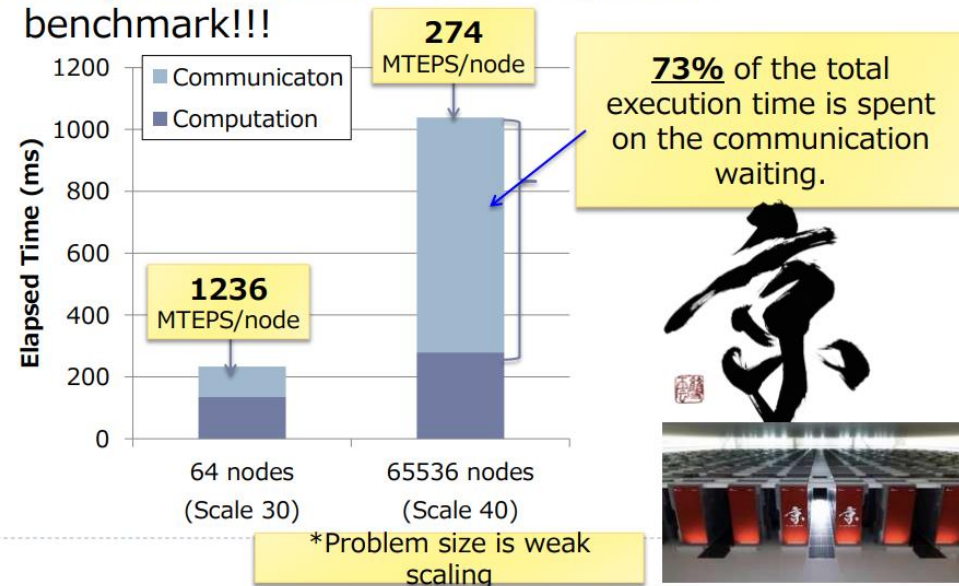 benchmark!!!
274
MTEPS/node
73% of the total
execution time is spent
on the communication
waiting.
Communicaton
Computation
1236
MTEPS/node
Elapsed Time (ms)
1200
1000
800
600
400
200
0
64 nodes
(Scale 30)
65536 nodes
(Scale 40)
*Problem size is weak
scaling
京
京
京